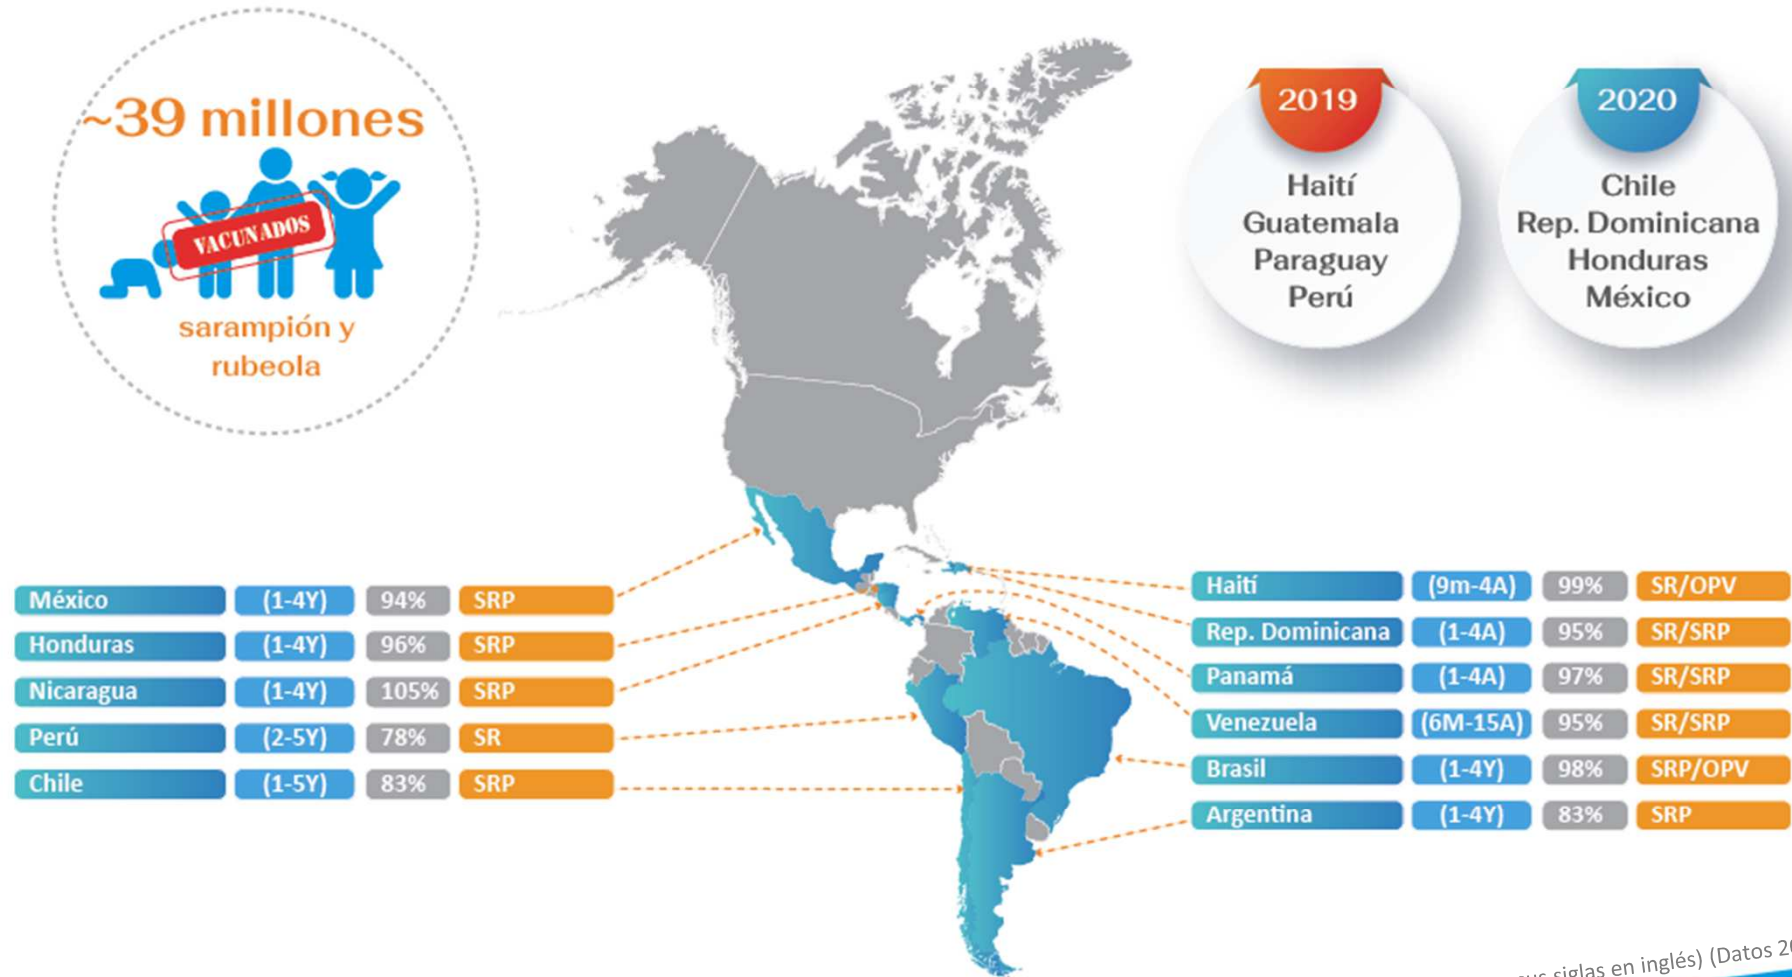 ~39 millones
VACUNADOS
sarampión y
rubeola
2019
Haití
Guatemala
Paraguay
Perú
2020
Chile
Rep. Dominicana
Honduras
México
México (1-4Y) 94% SRP
Honduras (1-4Y) 96% SRP
Nicaragua (1-4Y) 105% SRP
Perú (2-5Y) 78% SR
Chile (1-5Y) 83% SRP
Haití (9m-4A) 99% SR/OPV
Rep. Dominicana (1-4A) 95% SR/SRP
Panamá (1-4A) 97% SR/SRP
Venezuela (6M-15A) 95% SR/SRP
Brasil (1-4Y) 98% SRP/OPV
Argentina (1-4Y) 83% SRP
siglas en inglés) (Datos